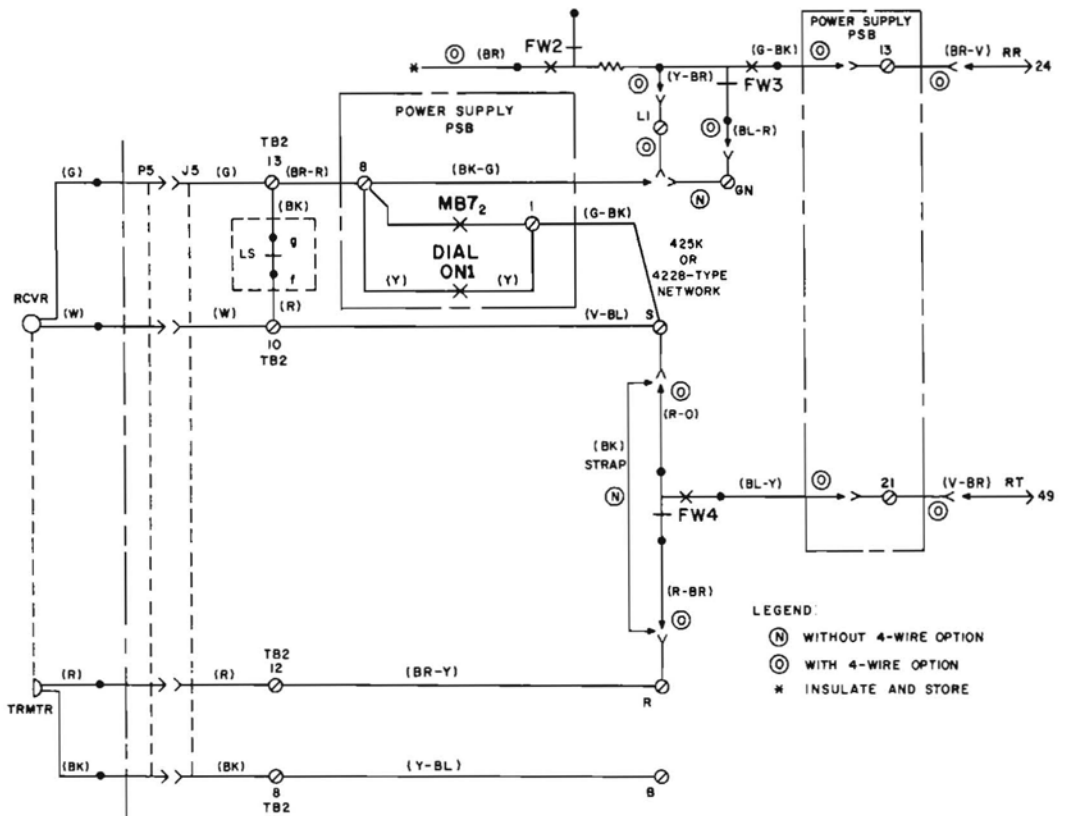 POWER SUPPLY
PSB
FW2
(BR)
O
*
(G-BK)
O
13
(BR-V)
RR
24
O
O
(Y-BR)
FW3
POWER SUPPLY
PSB
L1
O
O
(BL-R)
TB2
13
(G)
P5
J5
(G)
(BR-R)
8
(BK-G)
N
GN
(BK)
MB7₂
1
(G-BK)
LS
g
f
DIAL
ON1
(Y)
(Y)
425K
OR
4228-TYPE
NETWORK
RCVR
(W)
(W)
(R)
(V-BL)
S
10
TB2
O
(R-O)
(BK)
STRAP
N
(BL-Y)
O
21
(V-BR)
RT
49
O
FW4
(R-BR)
O
LEGEND:
N WITHOUT 4-WIRE OPTION
O WITH 4-WIRE OPTION
* INSULATE AND STORE
TB2
12
(R)
(R)
(BR-Y)
R
TRMTR
(BK)
(BK)
(Y-BL)
8
TB2
B